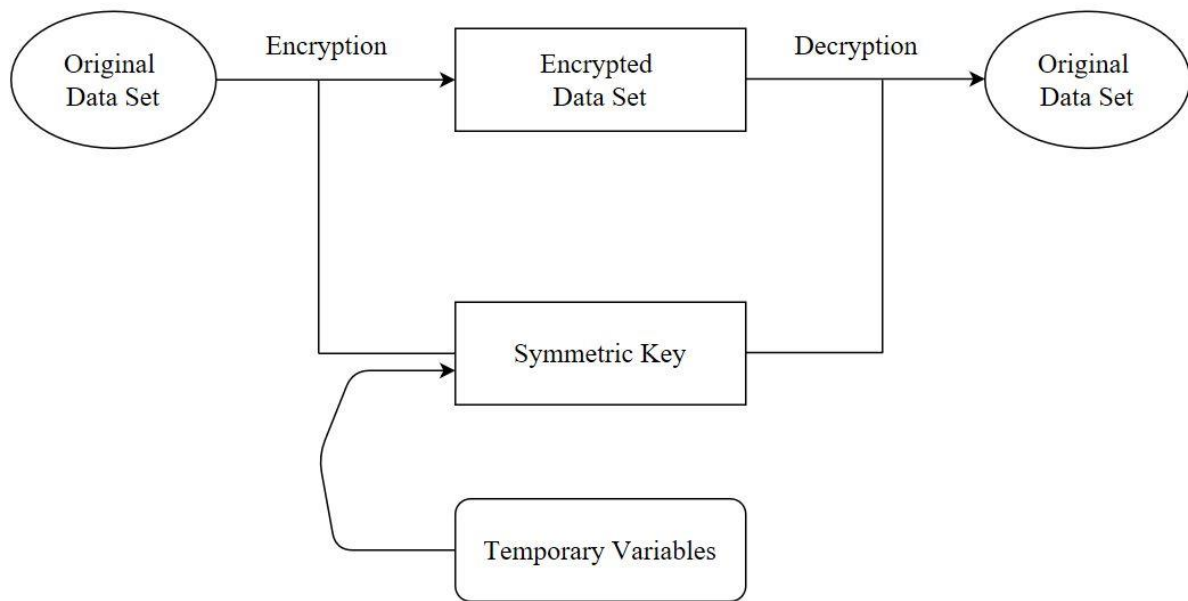 Original
Data Set
Encryption
Encrypted
Data Set
Decryption
Original
Data Set
Symmetric Key
Temporary Variables